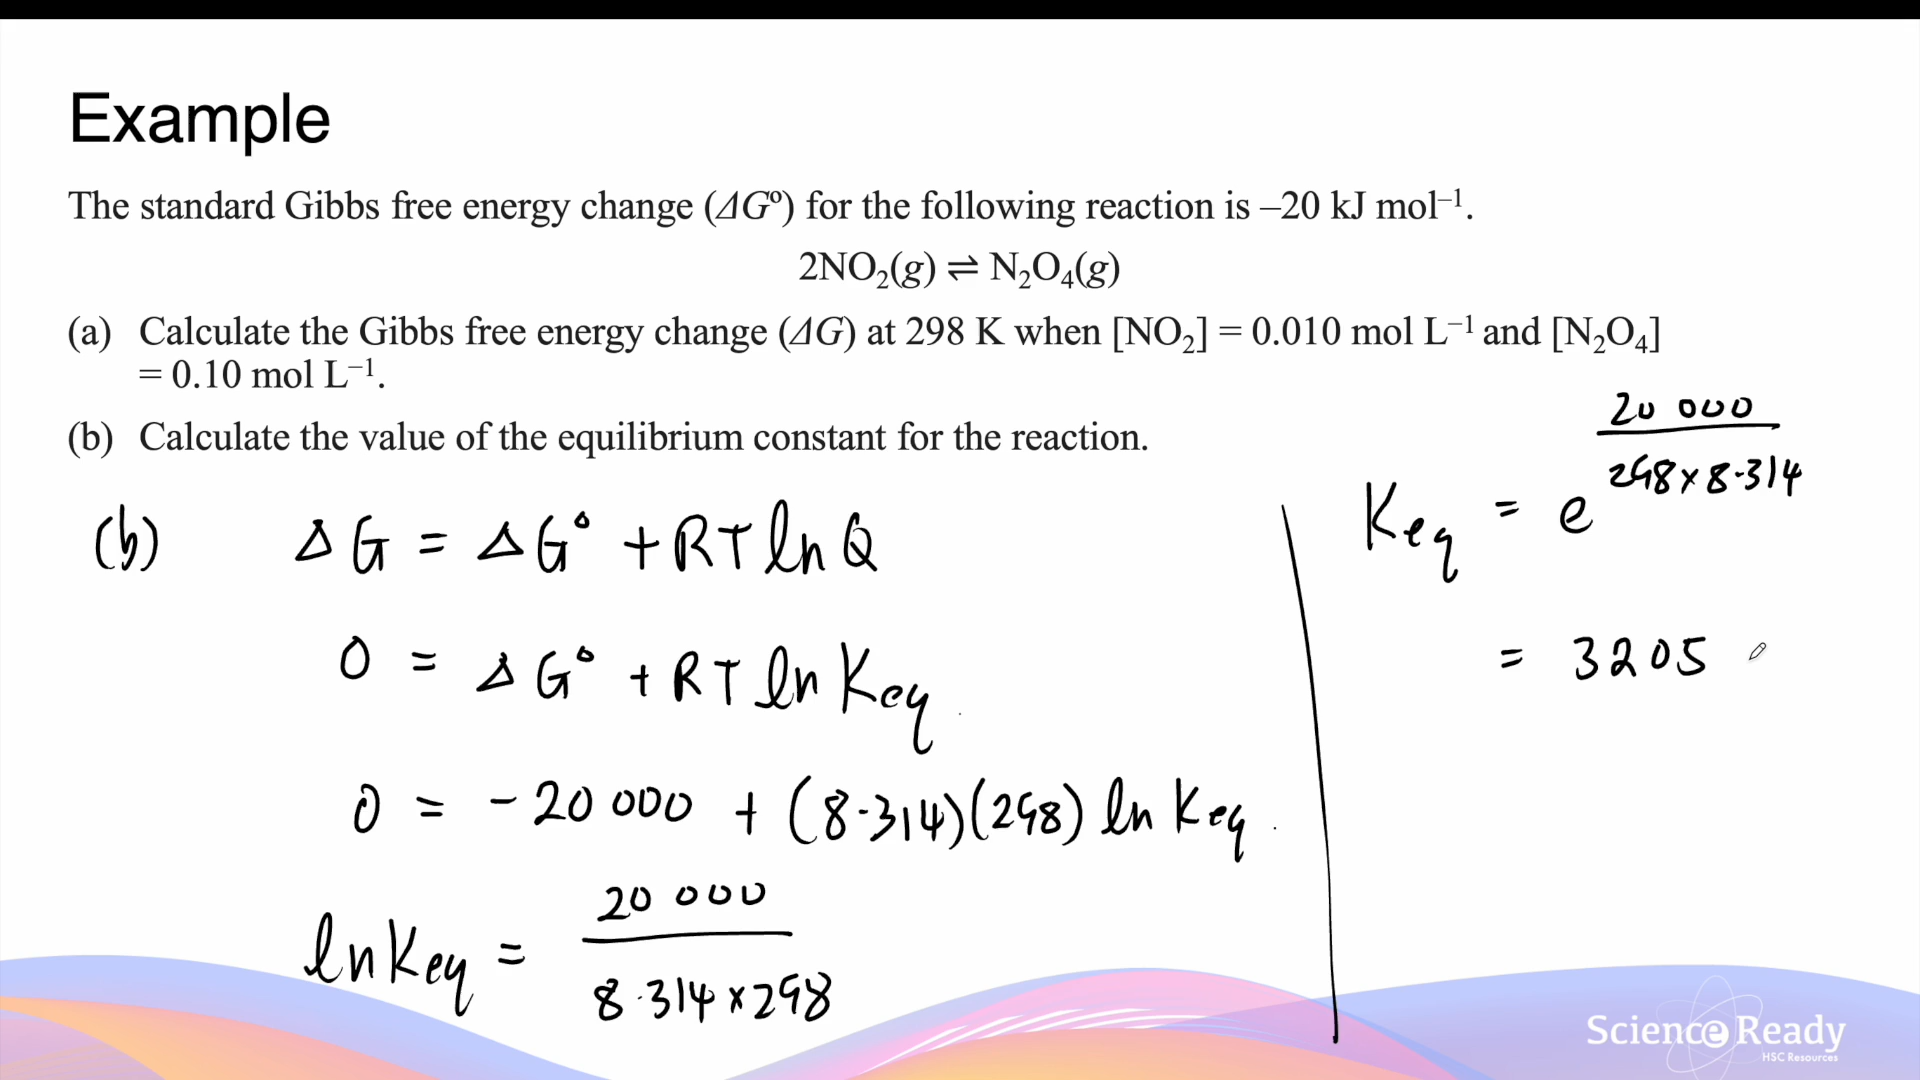 Example
The standard Gibbs free energy change (ΔG°) for the following reaction is –20 kJ mol⁻¹.
2NO₂(g) ⇌ N₂O₄(g)
(a) Calculate the Gibbs free energy change (ΔG) at 298 K when [NO₂] = 0.010 mol L⁻¹ and [N₂O₄]
= 0.10 mol L⁻¹.
(b) Calculate the value of the equilibrium constant for the reaction.
(b) ΔG = ΔG° + RT ln Q
0 = ΔG° + RT ln Keq
0 = - 20 000 + (8.314)(298) ln Keq
ln Keq = 20 000 / 8.314 × 298
Keq = e^(20 000 / 298 × 8.314)
= 3205
Science Ready
HSC Resources